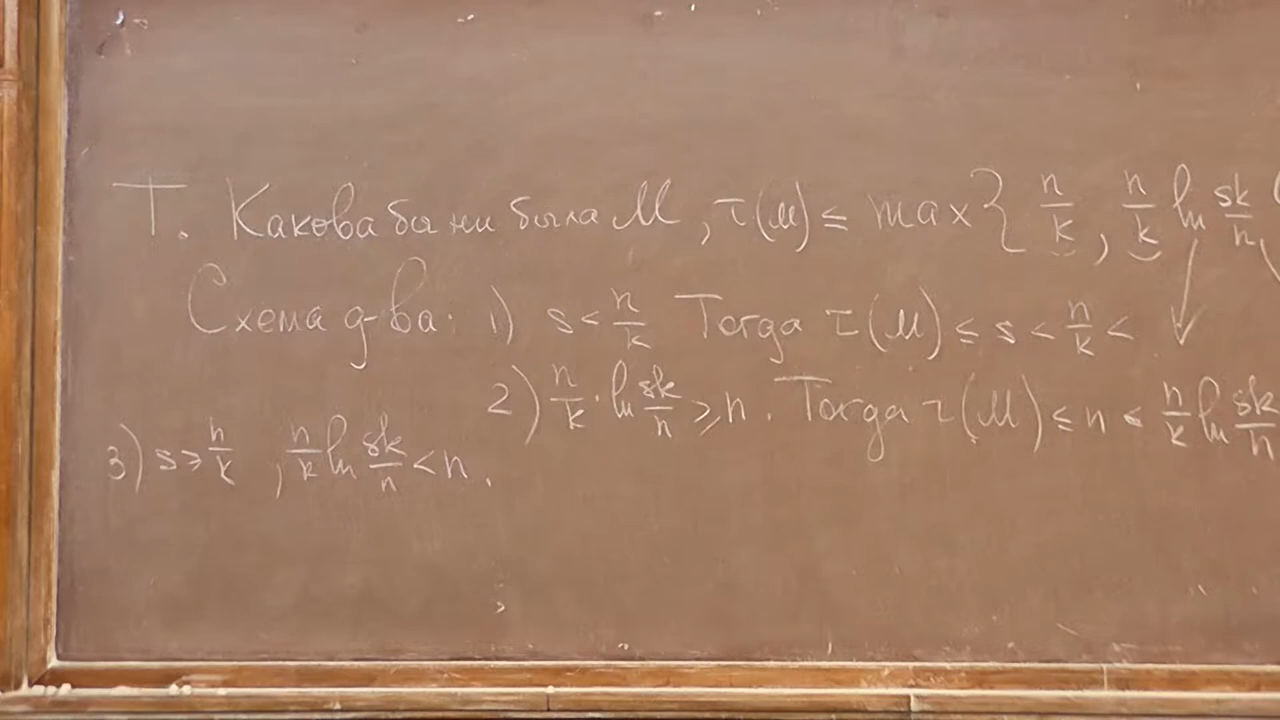 Т. Какова бы ни была M, τ(M) ≤ max{ n/k, n/k ln sk/n (
Схема д-ва. 1) s < n/k Тогда τ(M) ≤ s < n/k <
2) n/k · ln sk/n ⩾ n. Тогда τ(M) ≤ n ≤ n/k ln sk/n
3) s ⩾ n/k , n/k ln sk/n < n.